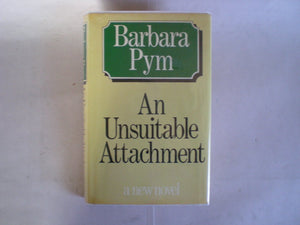 Barbara
Pym
An
Unsuitable
Attachment
a new novel